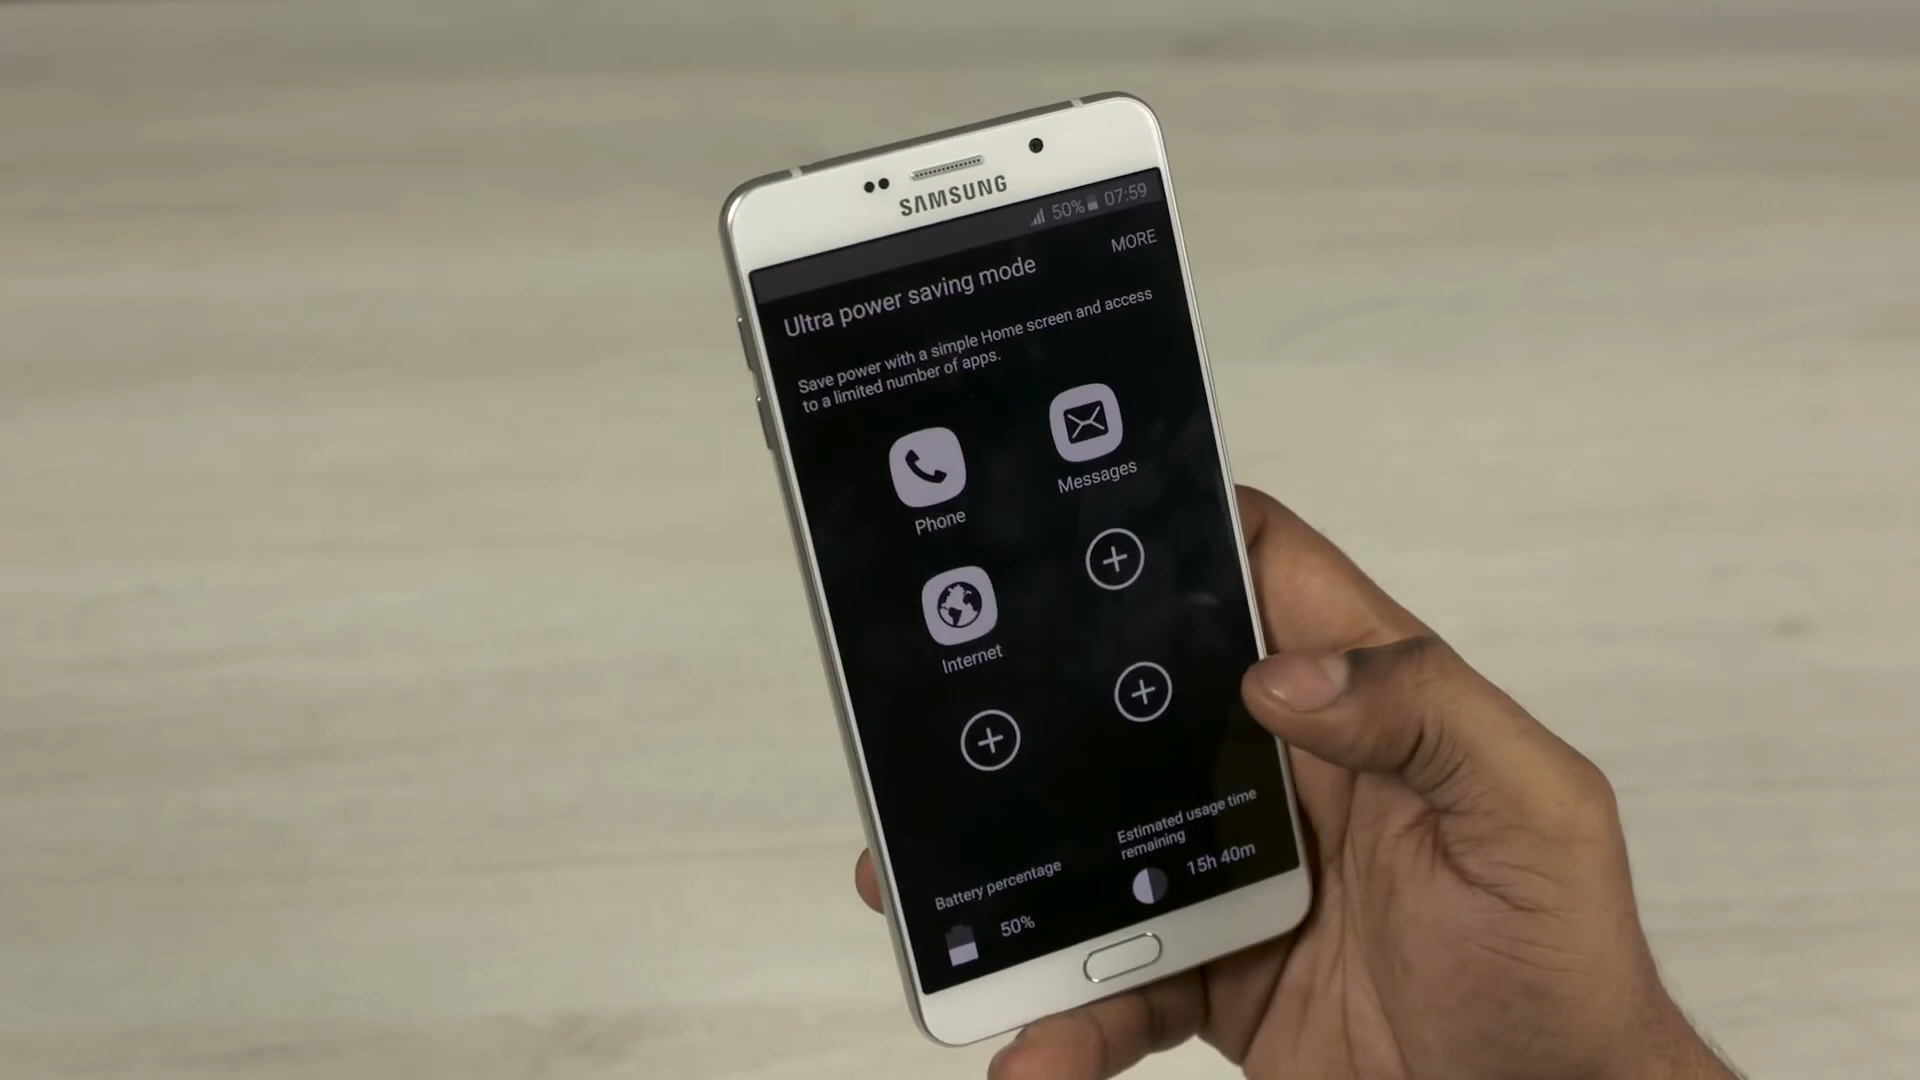 SAMSUNG
50% 07:59
MORE
Ultra power saving mode
Save power with a simple Home screen and access
to a limited number of apps.
Phone
Messages
Internet
Battery percentage
50%
Estimated usage time
remaining
15h 40m